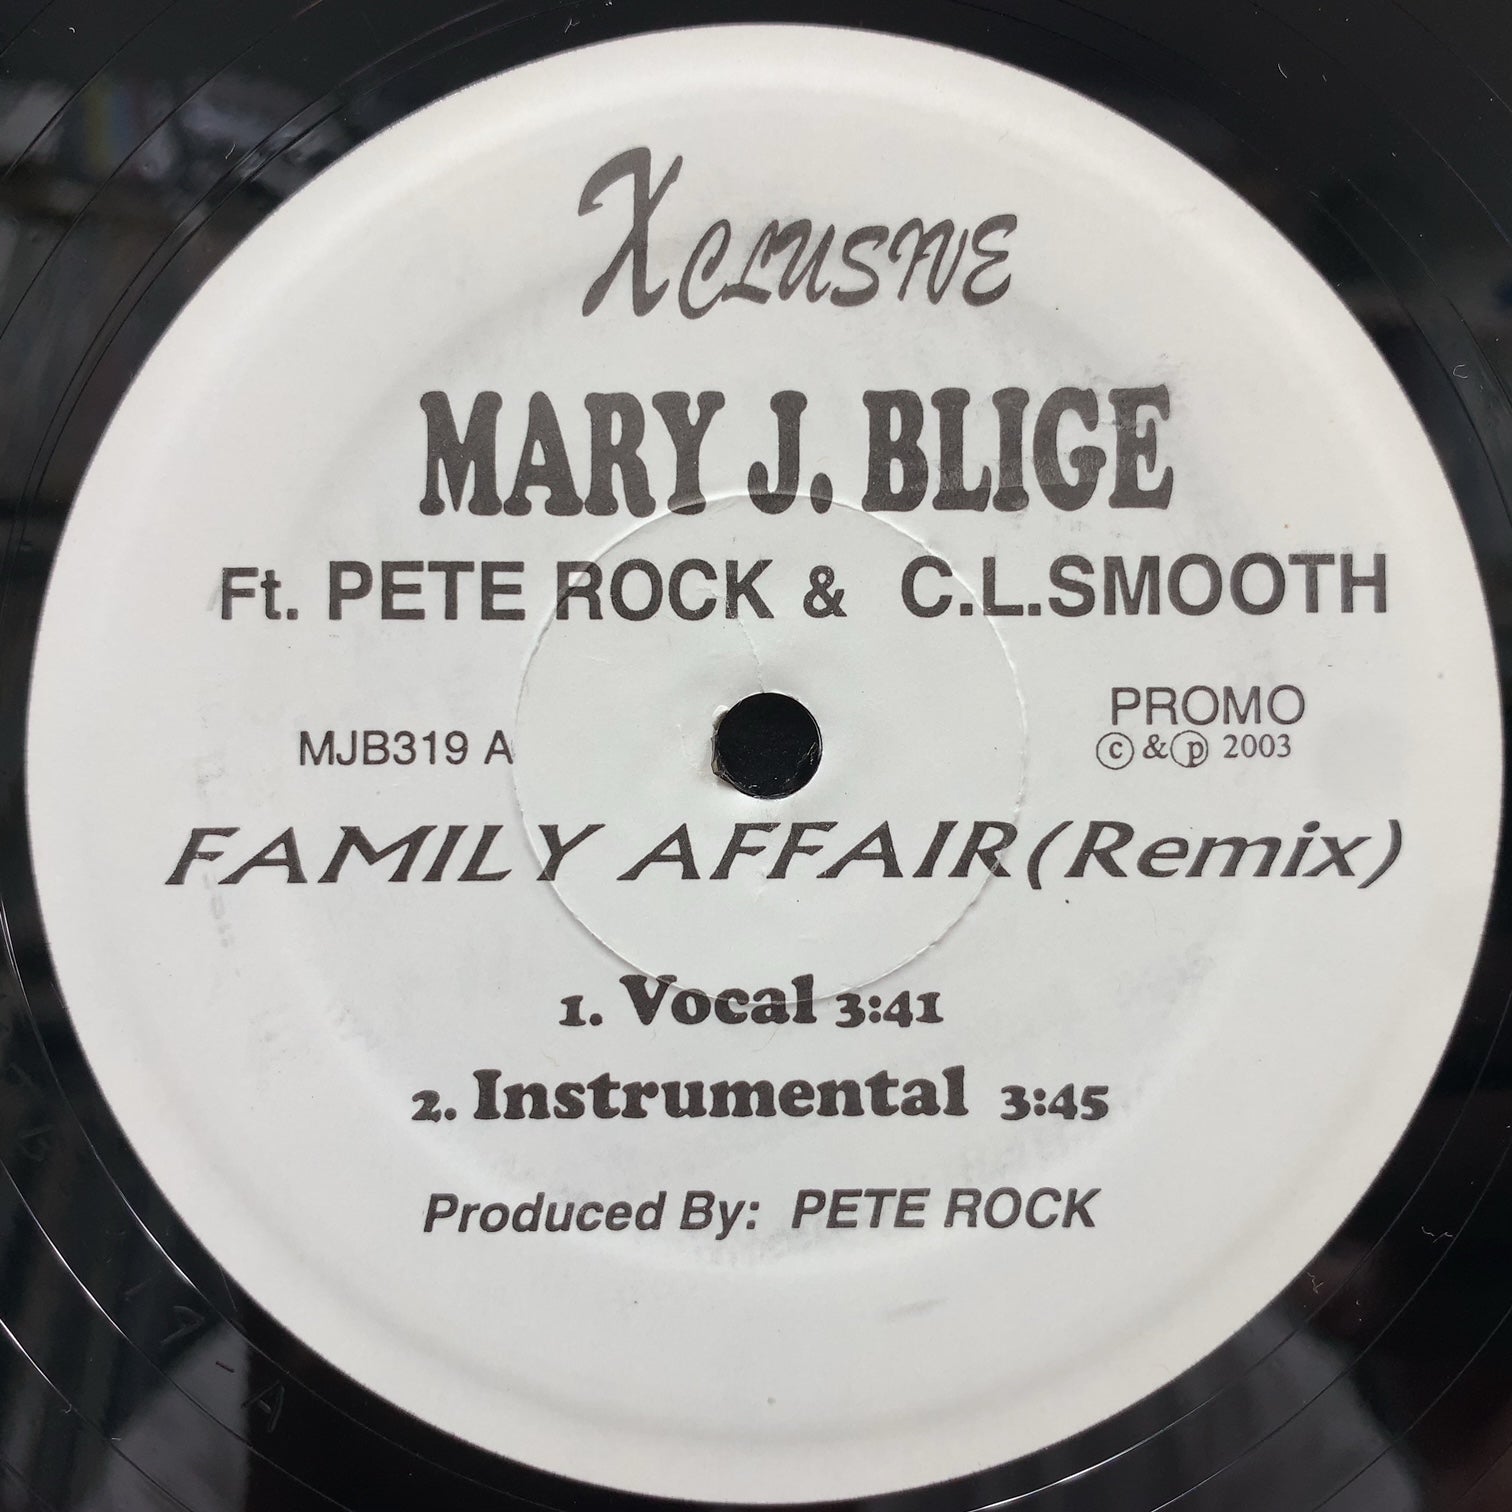 XCLUSIVE
MARY J. BLIGE
Ft. PETE ROCK & C.L.SMOOTH
PROMO
MJB319 A
ⓒ &ⓟ 2003
FAMILY AFFAIR(Remix)
1. Vocal 3:41
2. Instrumental 3:45
Produced By: PETE ROCK